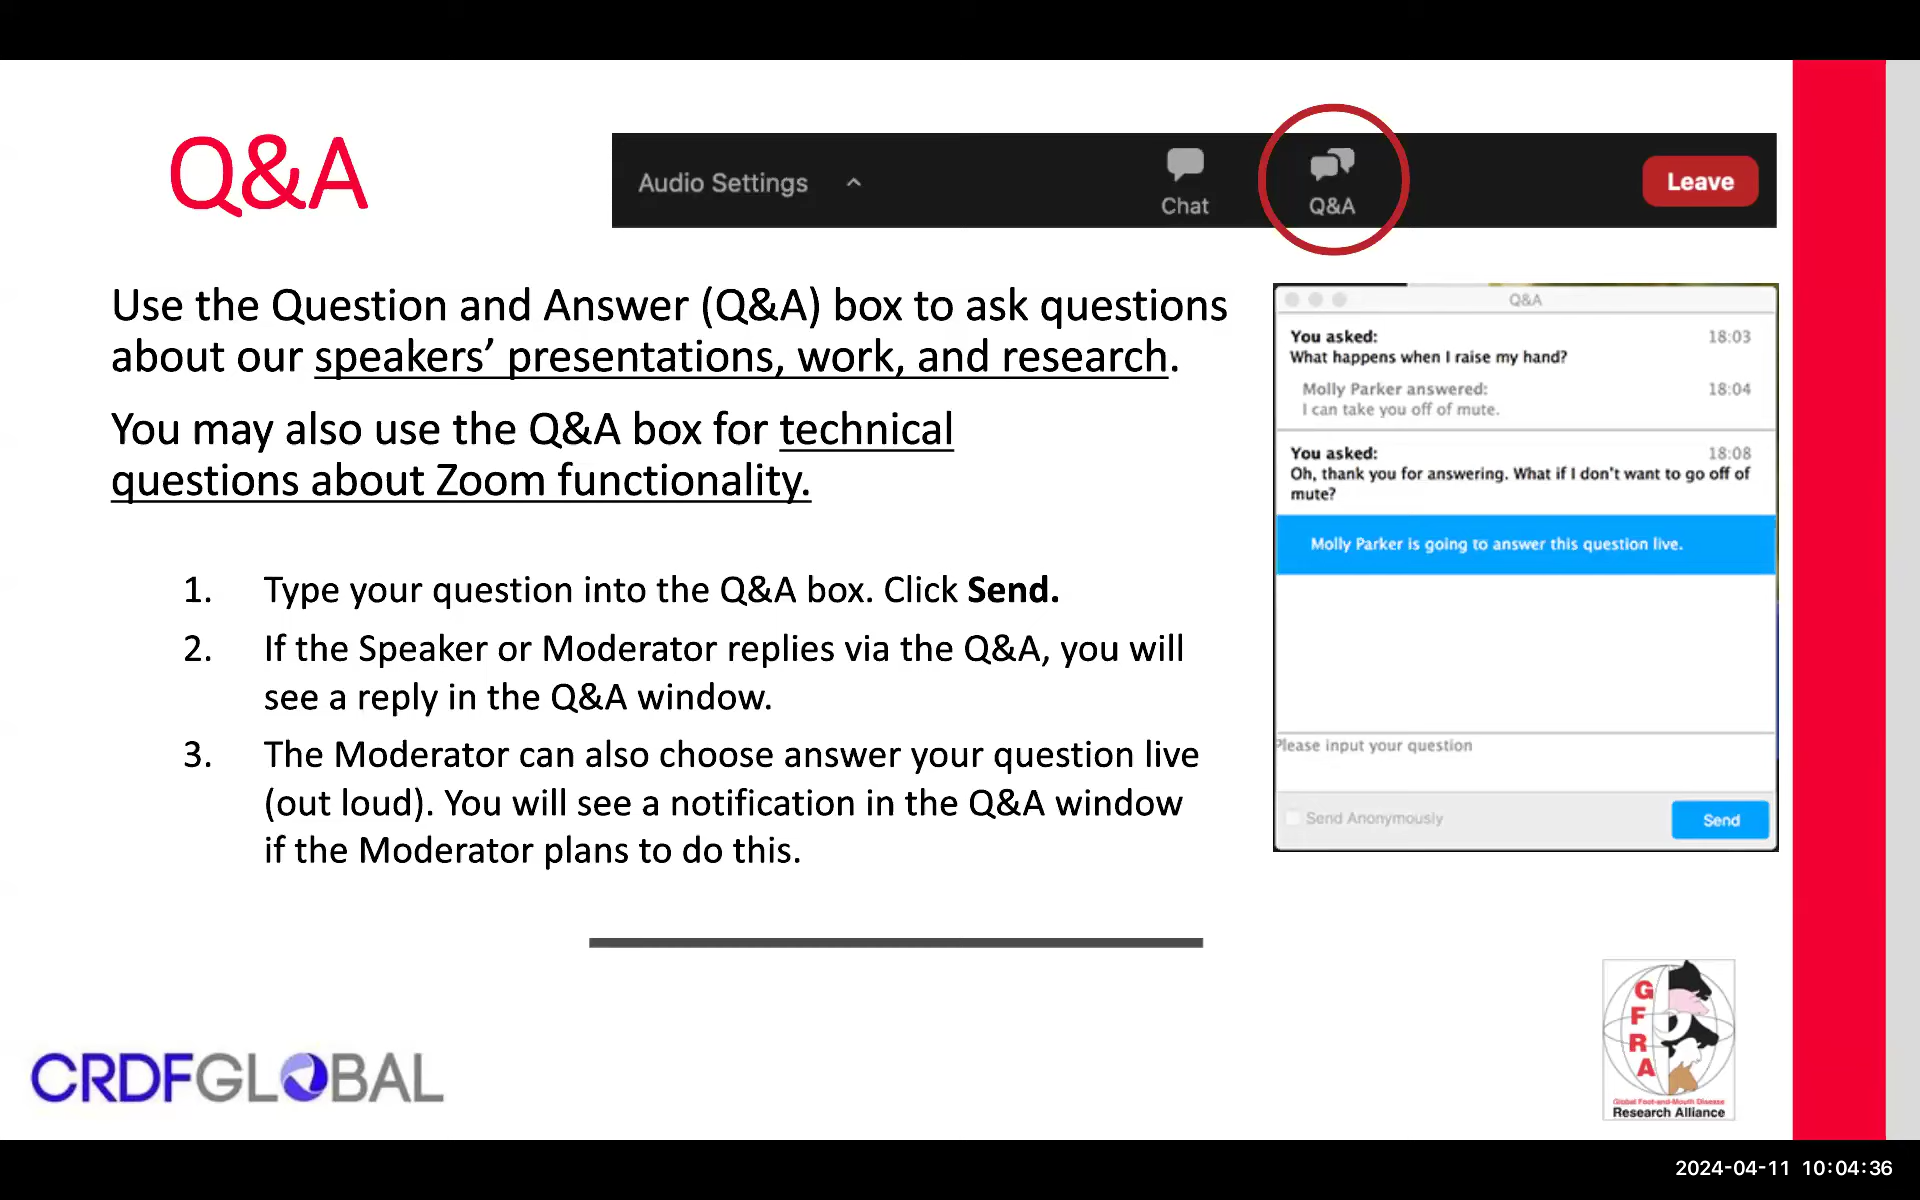 Q&A
Audio Settings
Chat
Q&A
Leave
Use the Question and Answer (Q&A) box to ask questions
about our speakers’ presentations, work, and research.
You may also use the Q&A box for technical
questions about Zoom functionality.
1. Type your question into the Q&A box. Click Send.
2. If the Speaker or Moderator replies via the Q&A, you will
see a reply in the Q&A window.
3. The Moderator can also choose answer your question live
(out loud). You will see a notification in the Q&A window
if the Moderator plans to do this.
Q&A
You asked: 18:03
What happens when I raise my hand?
Molly Parker answered: 18:04
I can take you off of mute.
You asked: 18:08
Oh, thank you for answering. What if I don't want to go off of
mute?
Molly Parker is going to answer this question live.
Please input your question
Send Anonymously
Send
CRDFGLOBAL
GFRA
Global Foot-and-Mouth Disease
Research Alliance
2024-04-11 10:04:36